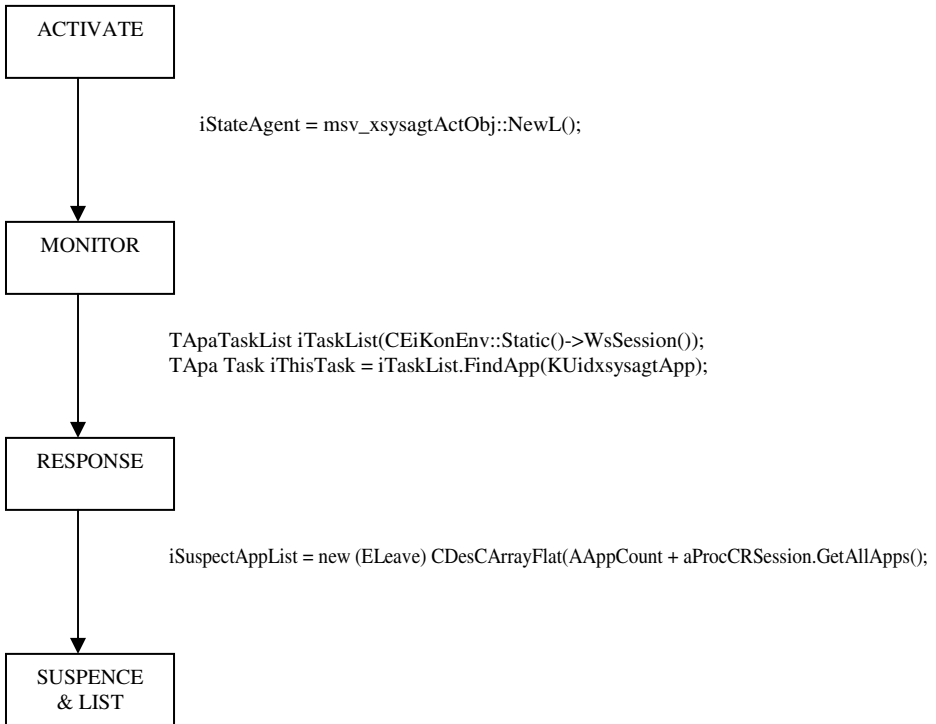 ACTIVATE
iStateAgent = msv_xsysagtActObj::NewL();
MONITOR
TApaTaskList iTaskList(CEiKonEnv::Static()->WsSession());
TApa Task iThisTask = iTaskList.FindApp(KUidxsysagtApp);
RESPONSE
iSuspectAppList = new (ELeave) CDesCArrayFlat(AAppCount + aProcCRSession.GetAllApps();
SUSPENCE
& LIST